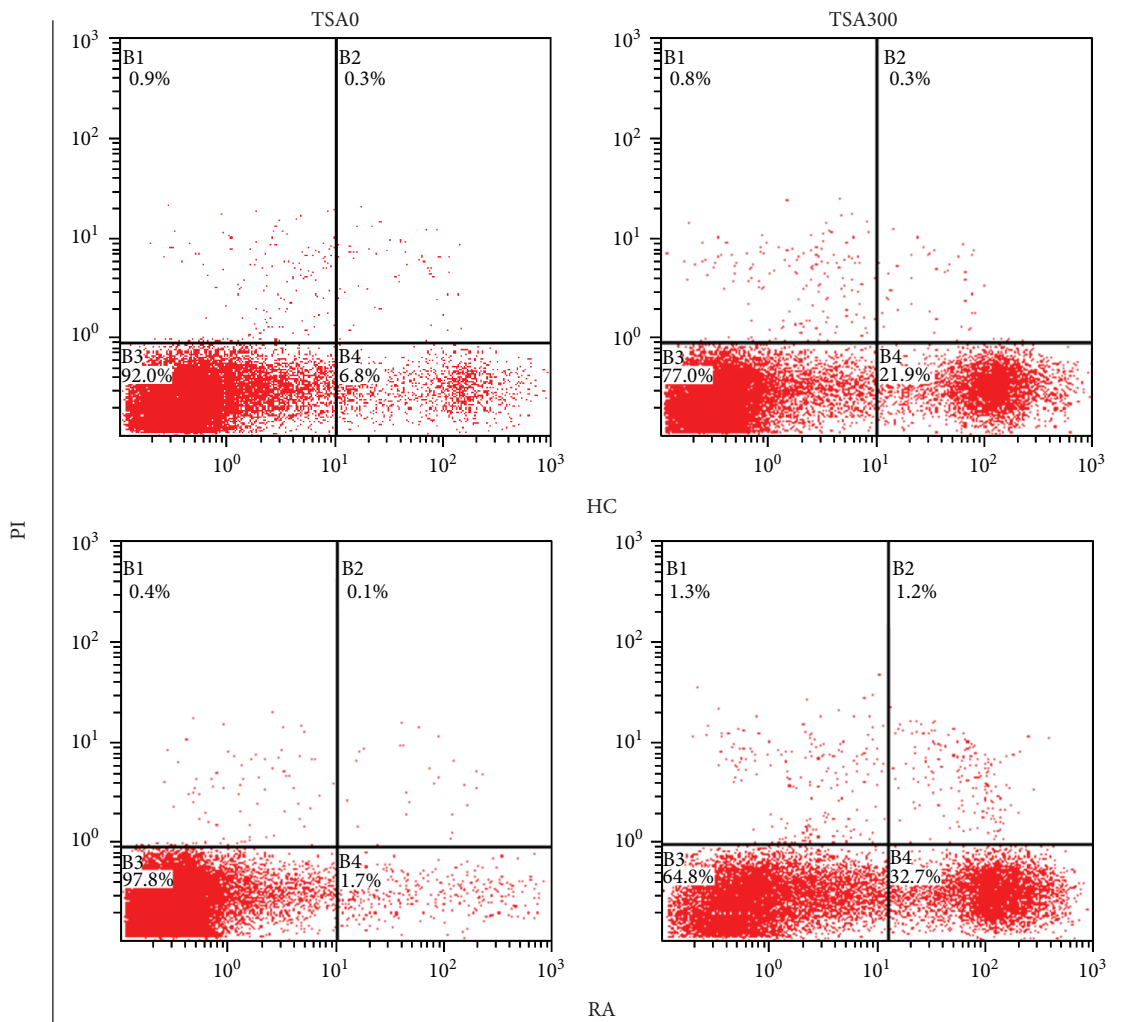 TSA0
TSA300
10³
B1
0.9%
B2
0.3%
10²
10¹
10⁰
B3
92.0%
B4
6.8%
10⁰ 10¹ 10² 10³
10³
B1
0.8%
B2
0.3%
10²
10¹
10⁰
B3
77.0%
B4
21.9%
10⁰ 10¹ 10² 10³
HC
PI
10³
B1
0.4%
B2
0.1%
10²
10¹
10⁰
B3
97.8%
B4
1.7%
10⁰ 10¹ 10² 10³
10³
B1
1.3%
B2
1.2%
10²
10¹
10⁰
B3
64.8%
B4
32.7%
10⁰ 10¹ 10² 10³
RA